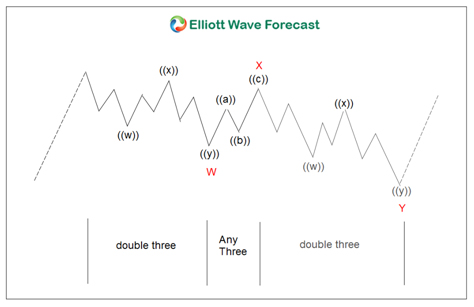 Elliott Wave Forecast
X
((x))
((c))
((a))
((x))
((w))
((b))
((y))
W
((w))
((y))
Y
double three
Any
Three
double three